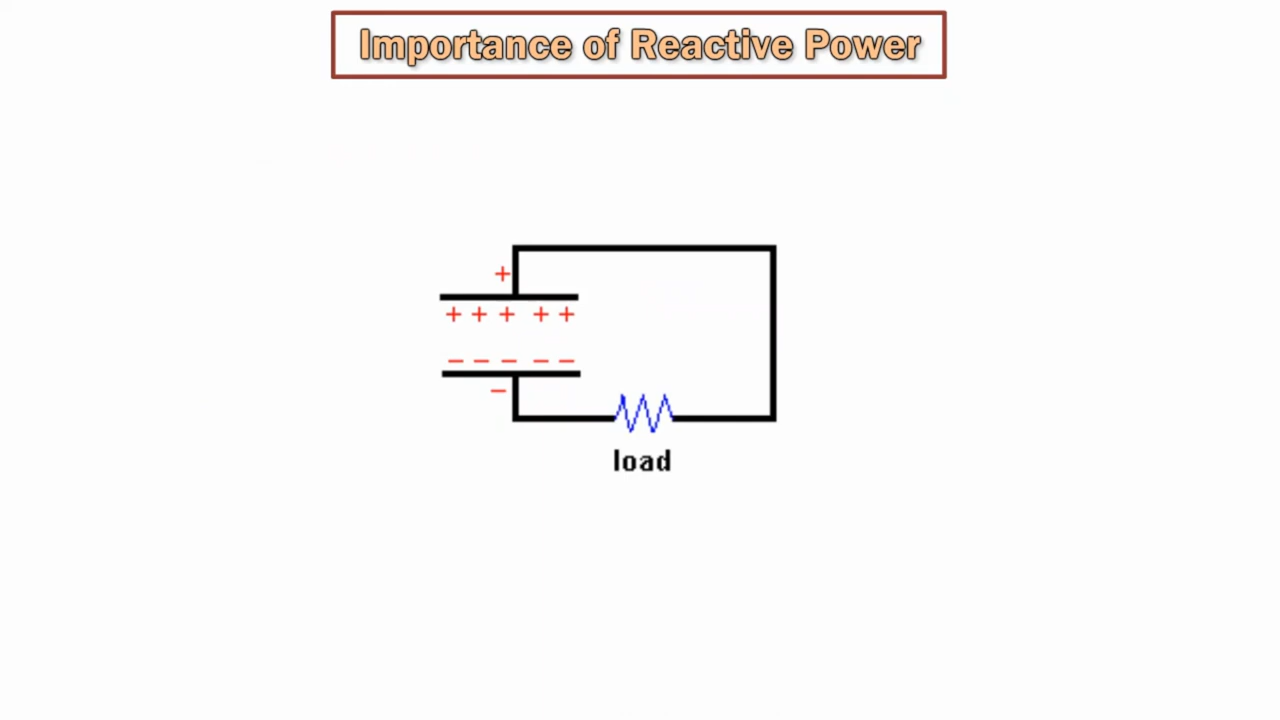 Importance of Reactive Power
+
+ + + + +
– – – – –
–
load